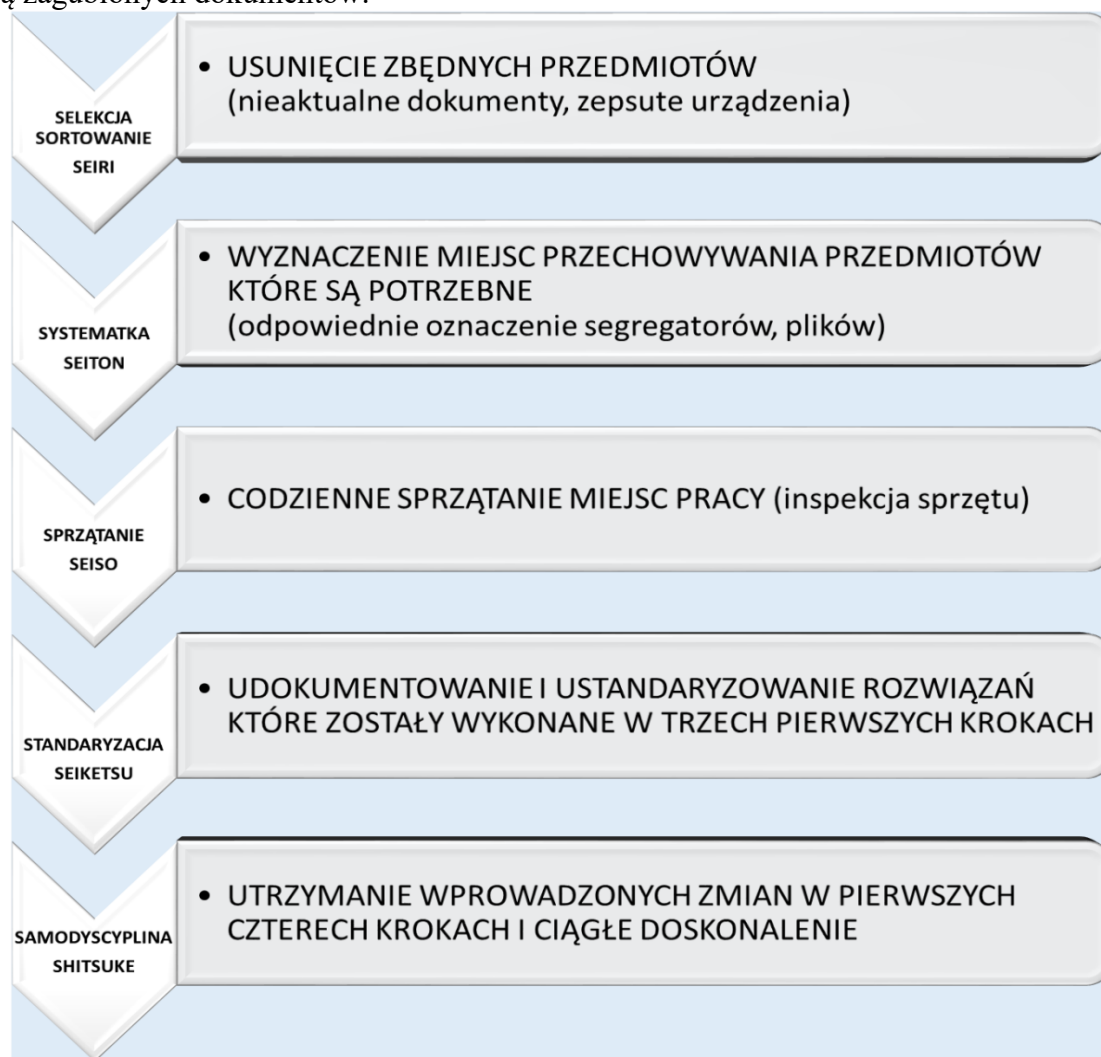 ą zagubionych dokumentów.
SELEKCJA
SORTOWANIE
SEIRI
• USUNIĘCIE ZBĘDNYCH PRZEDMIOTÓW
(nieaktualne dokumenty, zepsute urządzenia)
SYSTEMATKA
SEITON
• WYZNACZENIE MIEJSC PRZECHOWYWANIA PRZEDMIOTÓW
KTÓRE SĄ POTRZEBNE
(odpowiednie oznaczenie segregatorów, plików)
SPRZĄTANIE
SEISO
• CODZIENNE SPRZĄTANIE MIEJSC PRACY (inspekcja sprzętu)
STANDARYZACJA
SEIKETSU
• UDOKUMENTOWANIE I USTANDARYZOWANIE ROZWIĄZAŃ
KTÓRE ZOSTAŁY WYKONANE W TRZECH PIERWSZYCH KROKACH
SAMODYSCYPLINA
SHITSUKE
• UTRZYMANIE WPROWADZONYCH ZMIAN W PIERWSZYCH
CZTERECH KROKACH I CIĄGŁE DOSKONALENIE